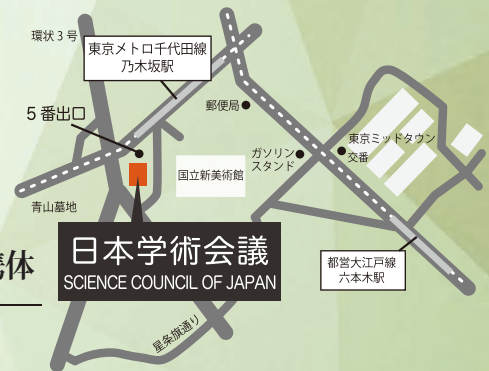 環状3号
東京メトロ千代田線
乃木坂駅
郵便局
5番出口
ガソリン
スタンド
東京ミッドタウン
交番
国立新美術館
青山墓地
日本学術会議
SCIENCE COUNCIL OF JAPAN
都営大江戸線
六本木駅
体
星条旗通り